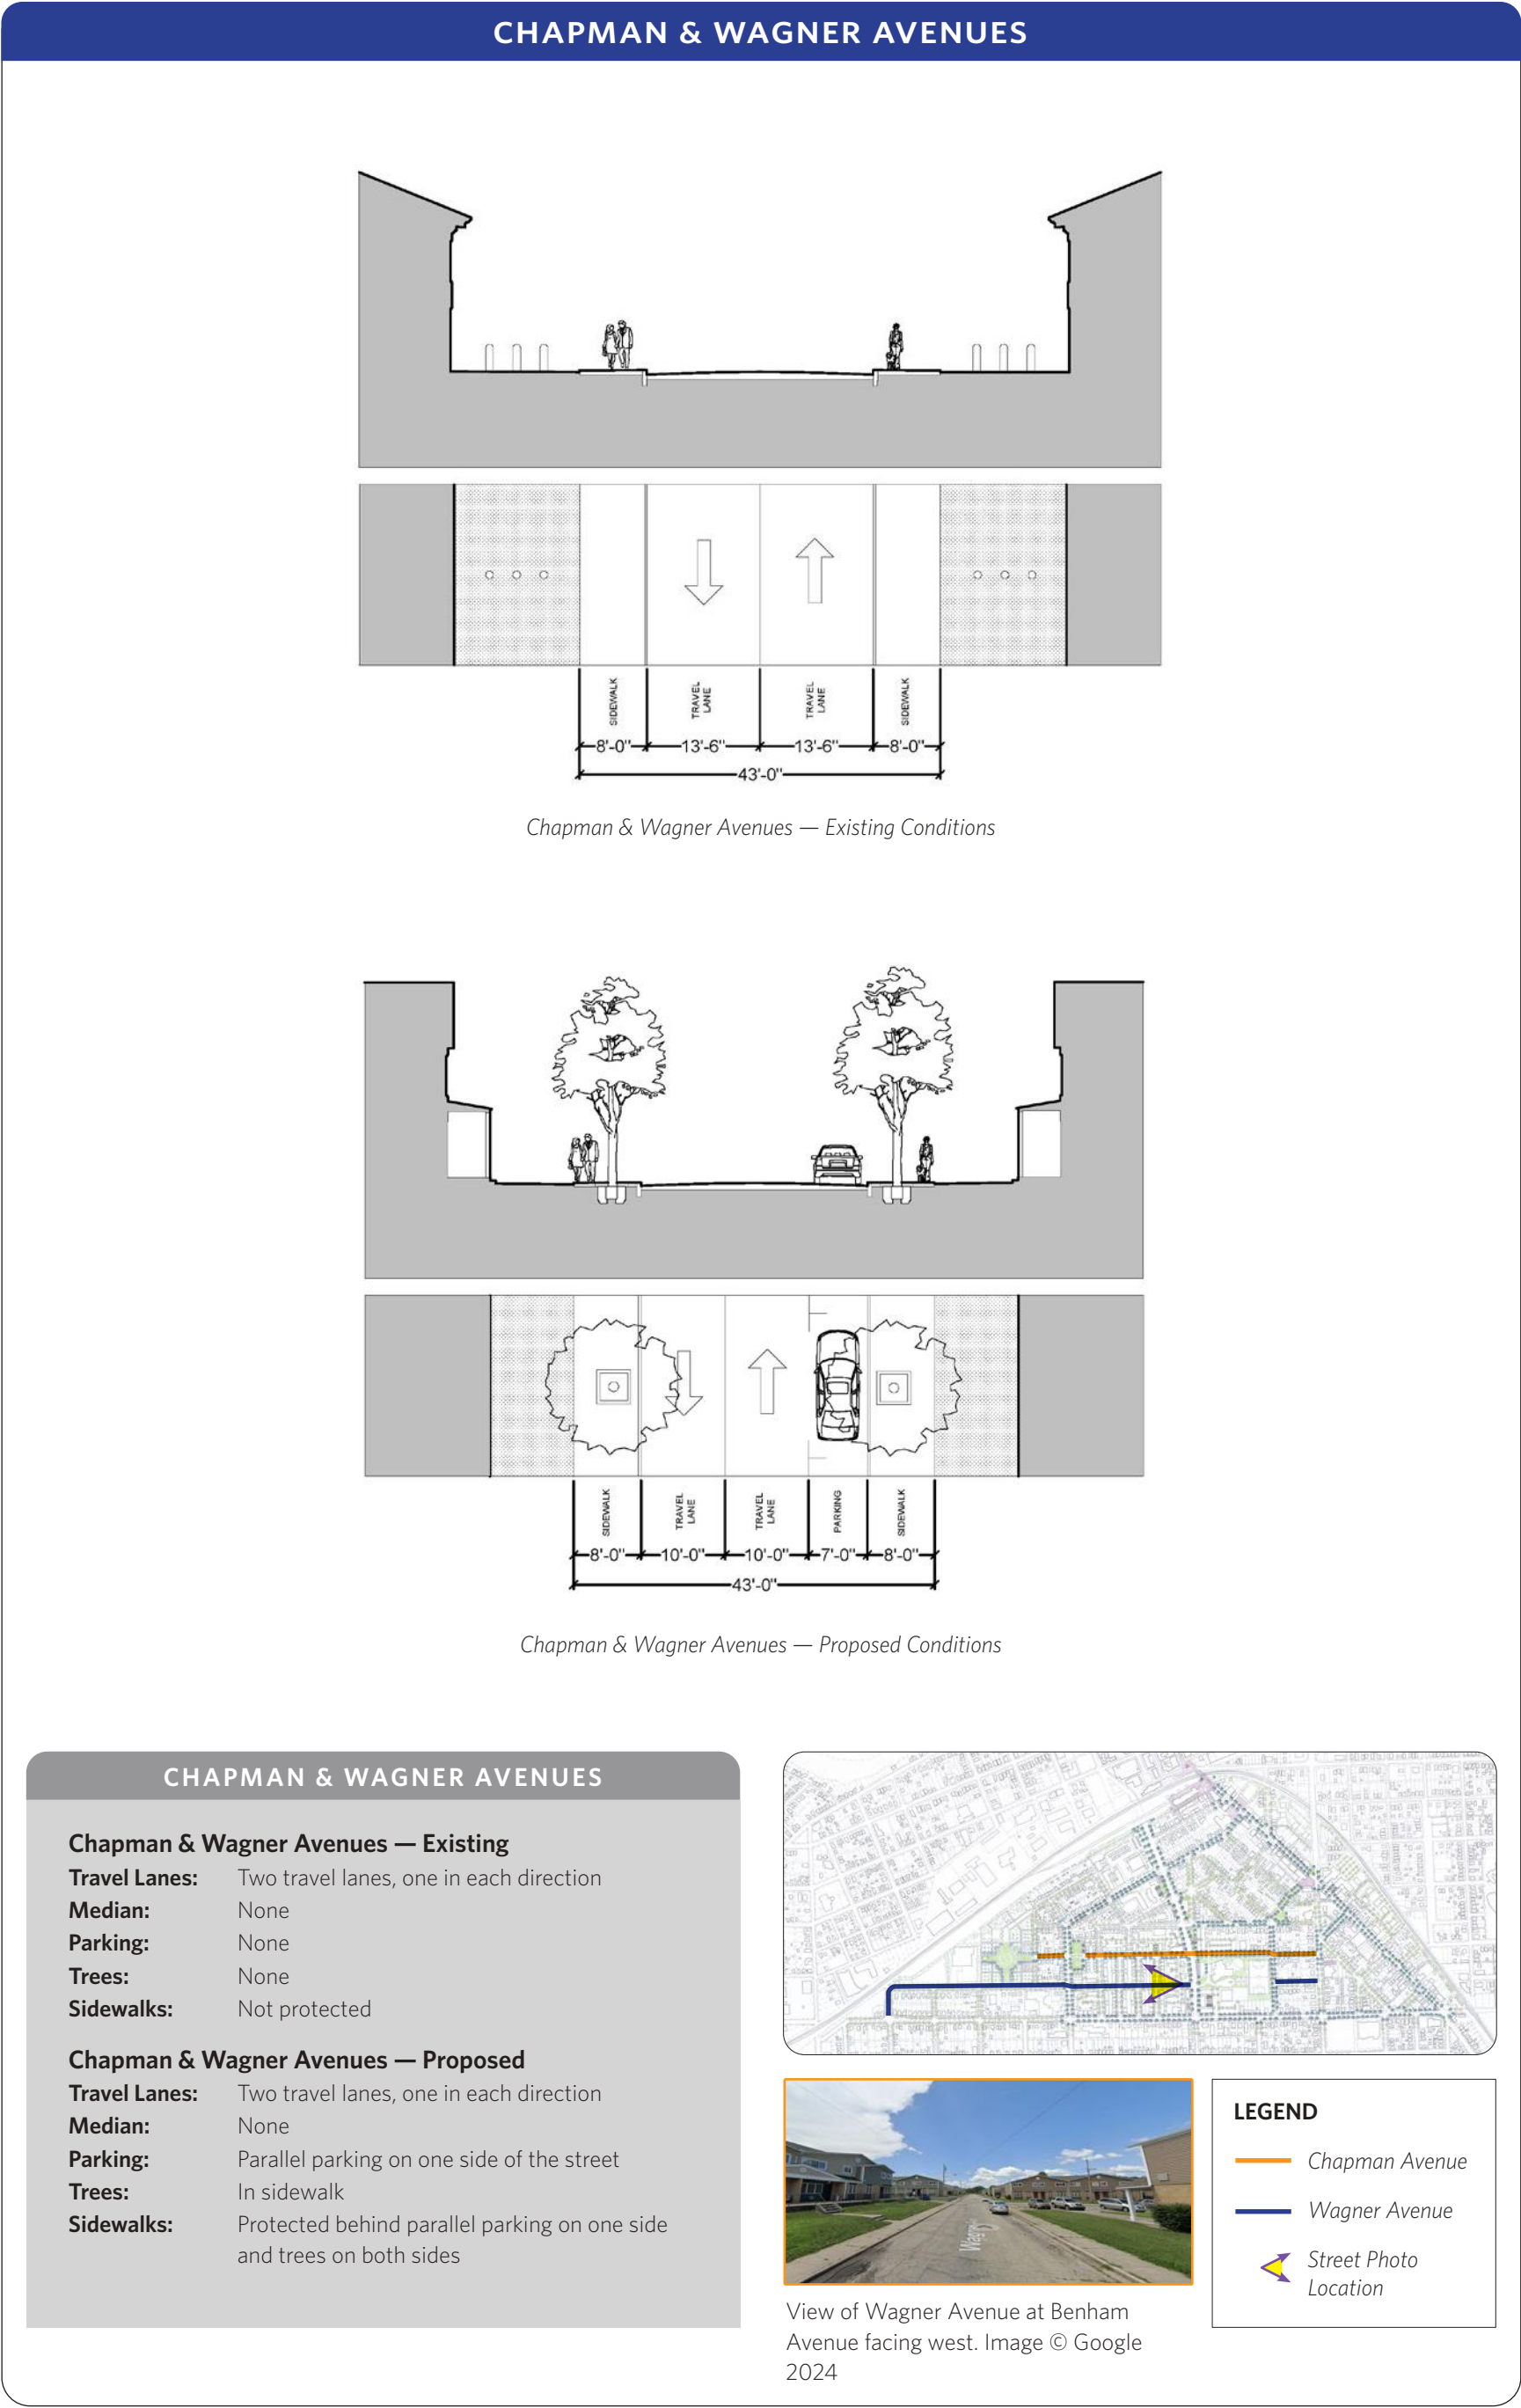 CHAPMAN & WAGNER AVENUES
SIDEWALK
TRAVEL
LANE
TRAVEL
LANE
SIDEWALK
8'-0" 13'-6" 13'-6" 8'-0"
43'-0"
Chapman & Wagner Avenues — Existing Conditions
SIDEWALK
TRAVEL
LANE
TRAVEL
LANE
PARKING
SIDEWALK
8'-0" 10'-0" 10'-0" 7'-0" 8'-0"
43'-0"
Chapman & Wagner Avenues — Proposed Conditions
CHAPMAN & WAGNER AVENUES
Chapman & Wagner Avenues — Existing
Travel Lanes: Two travel lanes, one in each direction
Median: None
Parking: None
Trees: None
Sidewalks: Not protected
Chapman & Wagner Avenues — Proposed
Travel Lanes: Two travel lanes, one in each direction
Median: None
Parking: Parallel parking on one side of the street
Trees: In sidewalk
Sidewalks: Protected behind parallel parking on one side
and trees on both sides
View of Wagner Avenue at Benham
Avenue facing west. Image © Google
2024
LEGEND
Chapman Avenue
Wagner Avenue
Street Photo
Location